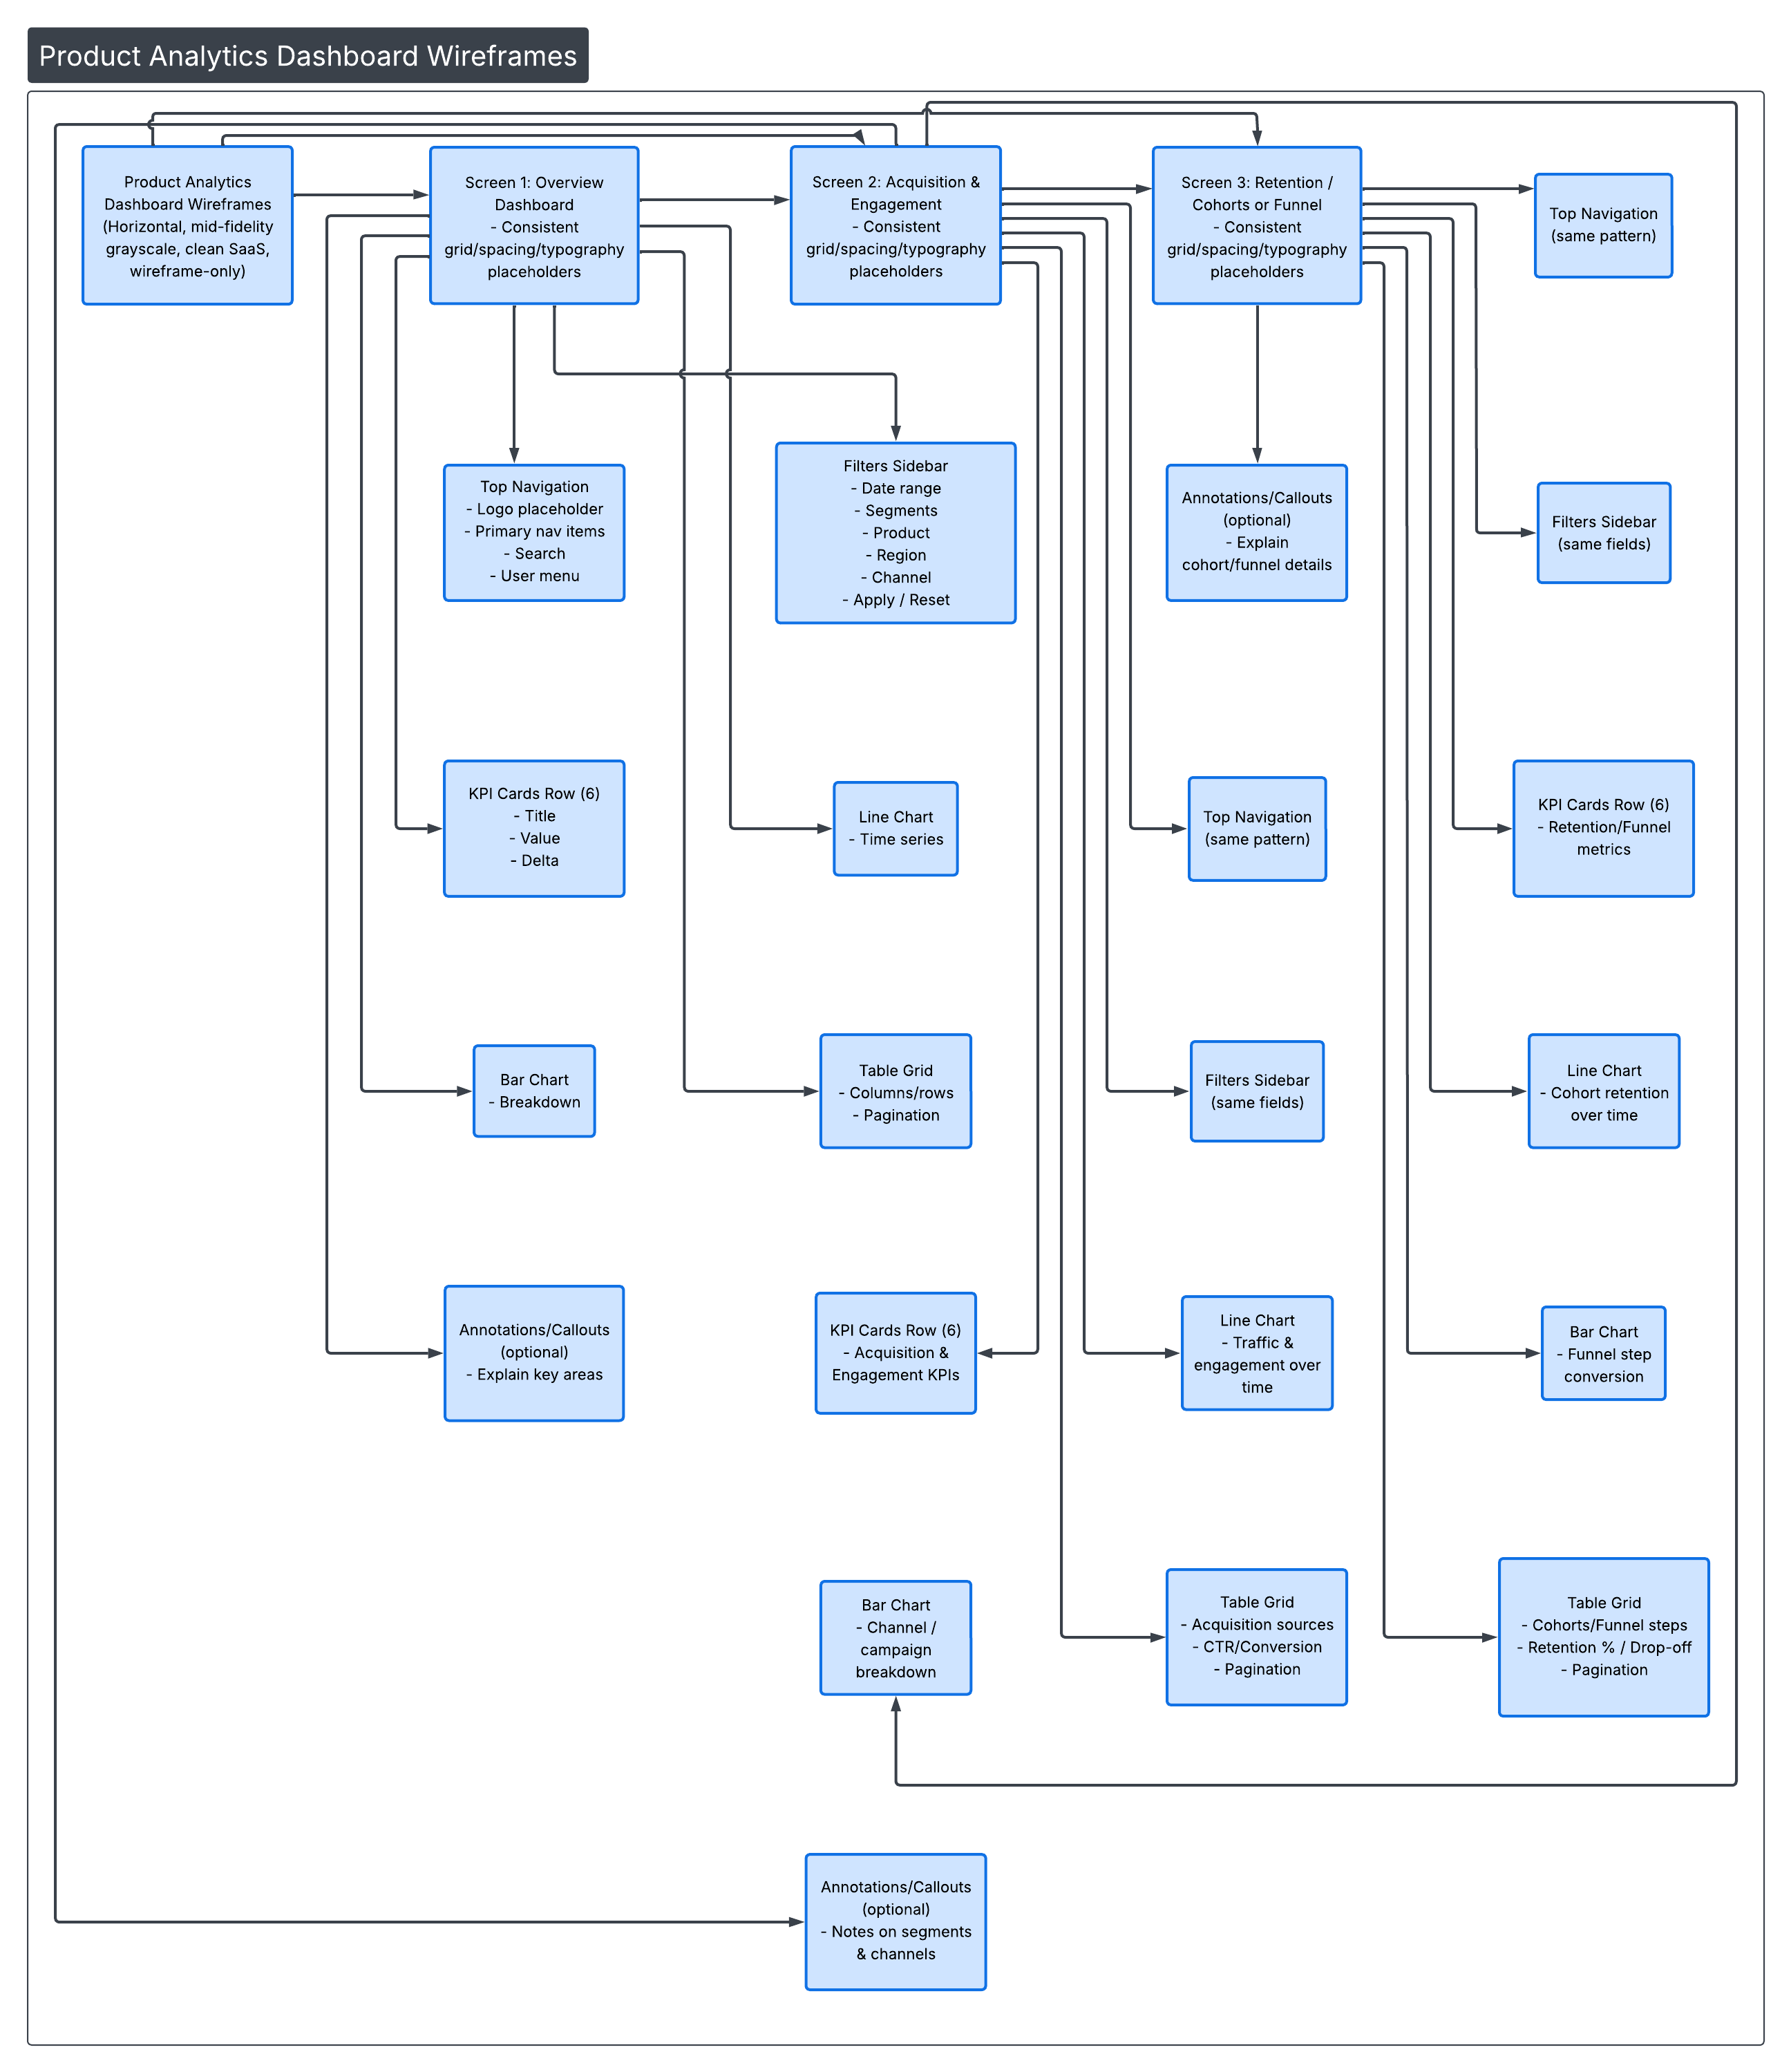 Product Analytics Dashboard Wireframes
Product Analytics
Dashboard Wireframes
(Horizontal, mid-fidelity
grayscale, clean SaaS,
wireframe-only)
Screen 1: Overview
Dashboard
- Consistent
grid/spacing/typography
placeholders
Screen 2: Acquisition &
Engagement
- Consistent
grid/spacing/typography
placeholders
Screen 3: Retention /
Cohorts or Funnel
- Consistent
grid/spacing/typography
placeholders
Top Navigation
(same pattern)
Top Navigation
- Logo placeholder
- Primary nav items
- Search
- User menu
Filters Sidebar
- Date range
- Segments
- Product
- Region
- Channel
- Apply / Reset
Annotations/Callouts
(optional)
- Explain
cohort/funnel details
Filters Sidebar
(same fields)
KPI Cards Row (6)
- Title
- Value
- Delta
Line Chart
- Time series
Top Navigation
(same pattern)
KPI Cards Row (6)
- Retention/Funnel
metrics
Bar Chart
- Breakdown
Table Grid
- Columns/rows
- Pagination
Filters Sidebar
(same fields)
Line Chart
- Cohort retention
over time
Annotations/Callouts
(optional)
- Explain key areas
KPI Cards Row (6)
- Acquisition &
Engagement KPIs
Line Chart
- Traffic &
engagement over
time
Bar Chart
- Funnel step
conversion
Bar Chart
- Channel /
campaign
breakdown
Table Grid
- Acquisition sources
- CTR/Conversion
- Pagination
Table Grid
- Cohorts/Funnel steps
- Retention % / Drop-off
- Pagination
Annotations/Callouts
(optional)
- Notes on segments
& channels